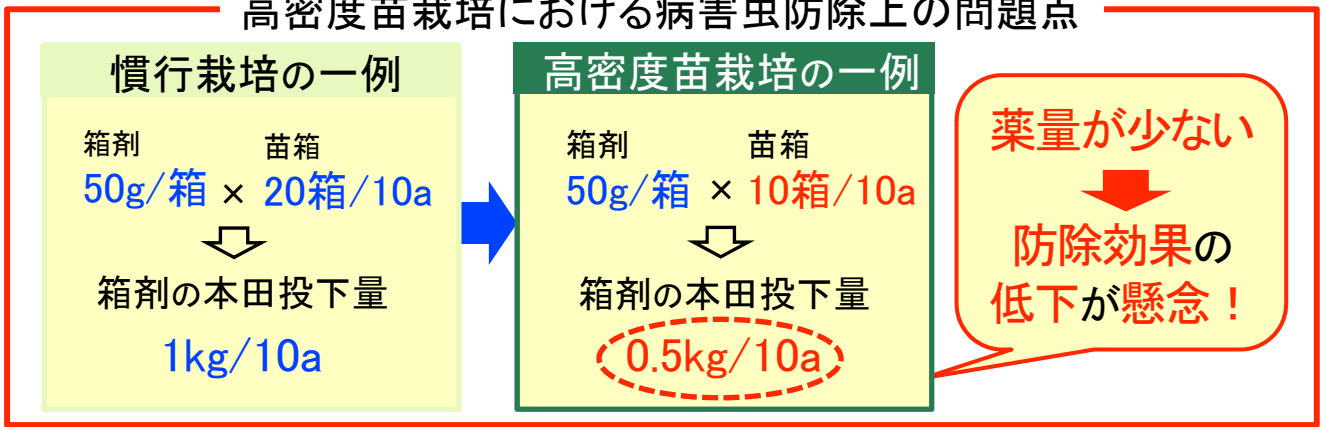 高密度苗栽培における病害虫防除上の問題点
慣行栽培の一例
箱剤 苗箱
50g/箱 × 20箱/10a
箱剤の本田投下量
1kg/10a
高密度苗栽培の一例
箱剤 苗箱
50g/箱 × 10箱/10a
箱剤の本田投下量
0.5kg/10a
薬量が少ない
防除効果の
低下が懸念！